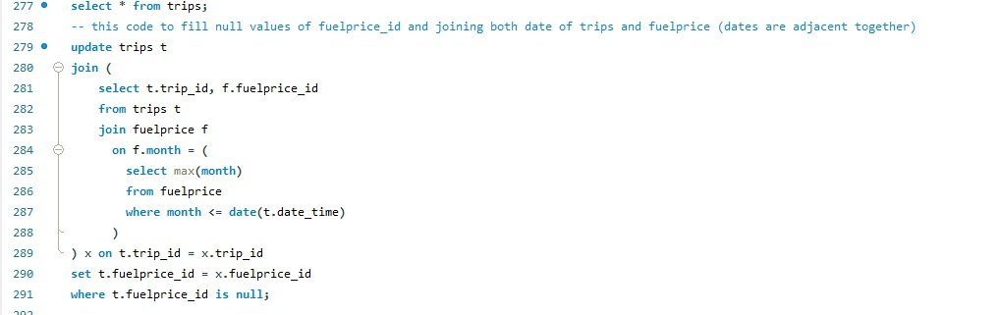 277 select * from trips;
278 -- this code to fill null values of fuelprice_id and joining both date of trips and fuelprice (dates are adjacent together)
279 update trips t
280 join (
281 select t.trip_id, f.fuelprice_id
282 from trips t
283 join fuelprice f
284 on f.month = (
285 select max(month)
286 from fuelprice
287 where month <= date(t.date_time)
288 )
289 ) x on t.trip_id = x.trip_id
290 set t.fuelprice_id = x.fuelprice_id
291 where t.fuelprice_id is null;
292